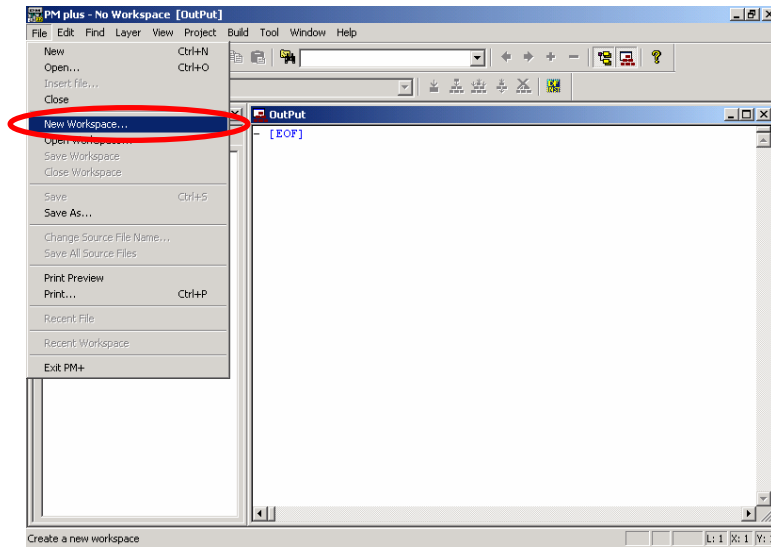 PM plus - No Workspace [OutPut]
File Edit Find Layer View Project Build Tool Window Help
New Ctrl+N
Open... Ctrl+O
Insert file...
Close
New Workspace...
Open Workspace...
Save Workspace
Close Workspace
Save Ctrl+S
Save As...
Change Source File Name...
Save All Source Files
Print Preview
Print... Ctrl+P
Recent File
Recent Workspace
Exit PM+
OutPut
[EOF]
Create a new workspace
L: 1 X: 1 Y: